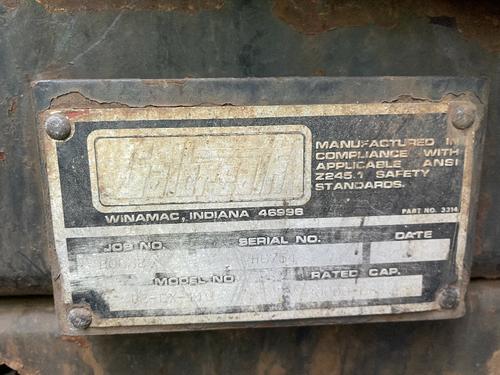 MANUFACTURED IN
COMPLIANCE WITH
APPLICABLE ANSI
Z245.1 SAFETY
STANDARDS.
WINAMAC, INDIANA 46996
PART NO. 3314
JOB NO. SERIAL NO. DATE
MODEL NO. RATED CAP.